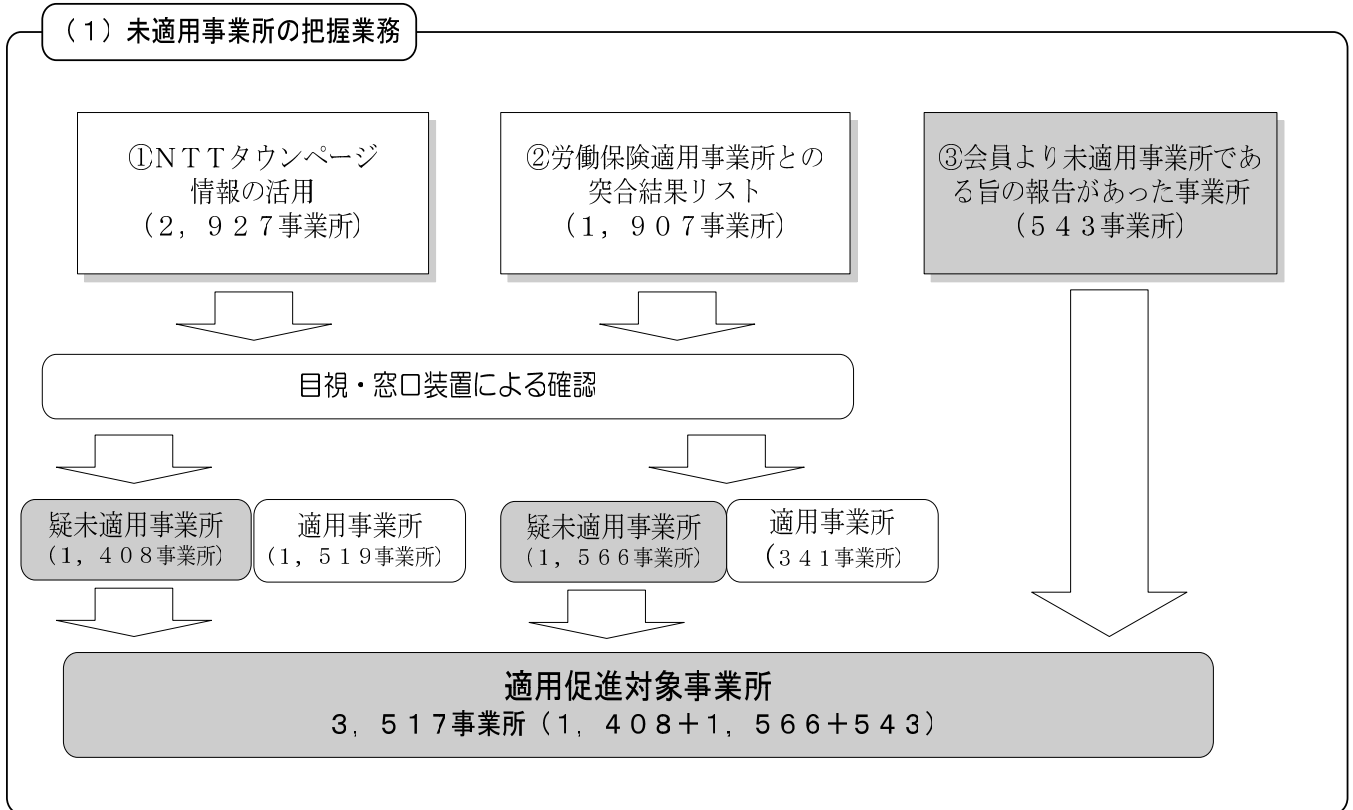 （１）未適用事業所の把握業務
①ＮＴＴタウンページ
情報の活用
（２，９２７事業所）
②労働保険適用事業所との
突合結果リスト
（１，９０７事業所）
③会員より未適用事業所であ
る旨の報告があった事業所
（５４３事業所）
目視・窓口装置による確認
疑未適用事業所
（１，４０８事業所）
適用事業所
（１，５１９事業所）
疑未適用事業所
（１，５６６事業所）
適用事業所
（３４１事業所）
適用促進対象事業所
３，５１７事業所（１，４０８＋１，５６６＋５４３）